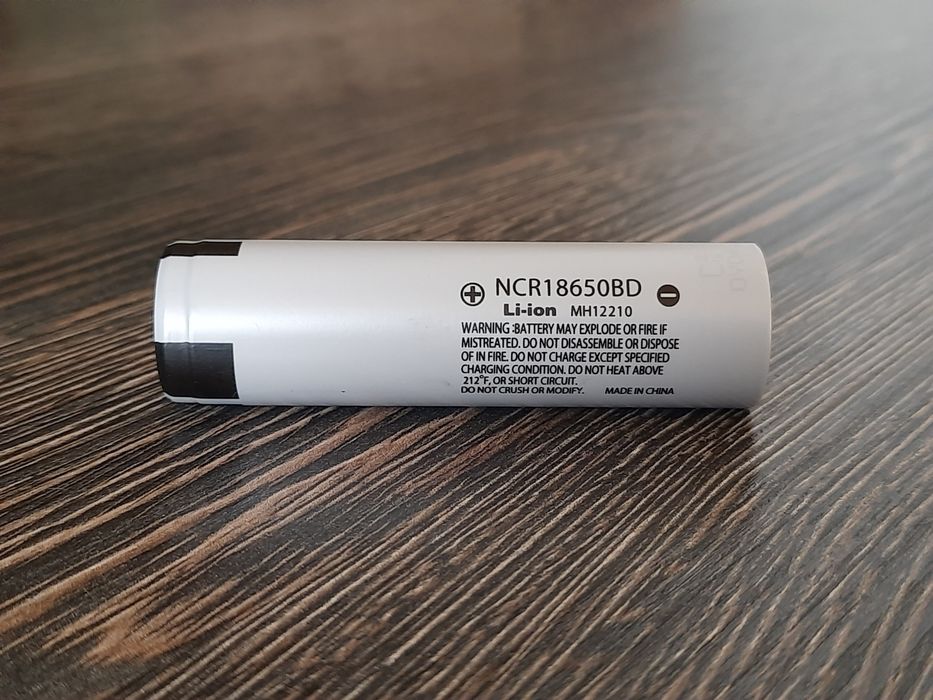 ⊕ NCR18650BD ⊖
Li-ion MH12210
WARNING :BATTERY MAY EXPLODE OR FIRE IF
MISTREATED. DO NOT DISASSEMBLE OR DISPOSE
OF IN FIRE. DO NOT CHARGE EXCEPT SPECIFIED
CHARGING CONDITION. DO NOT HEAT ABOVE
212°F, OR SHORT CIRCUIT.
DO NOT CRUSH OR MODIFY. MADE IN CHINA